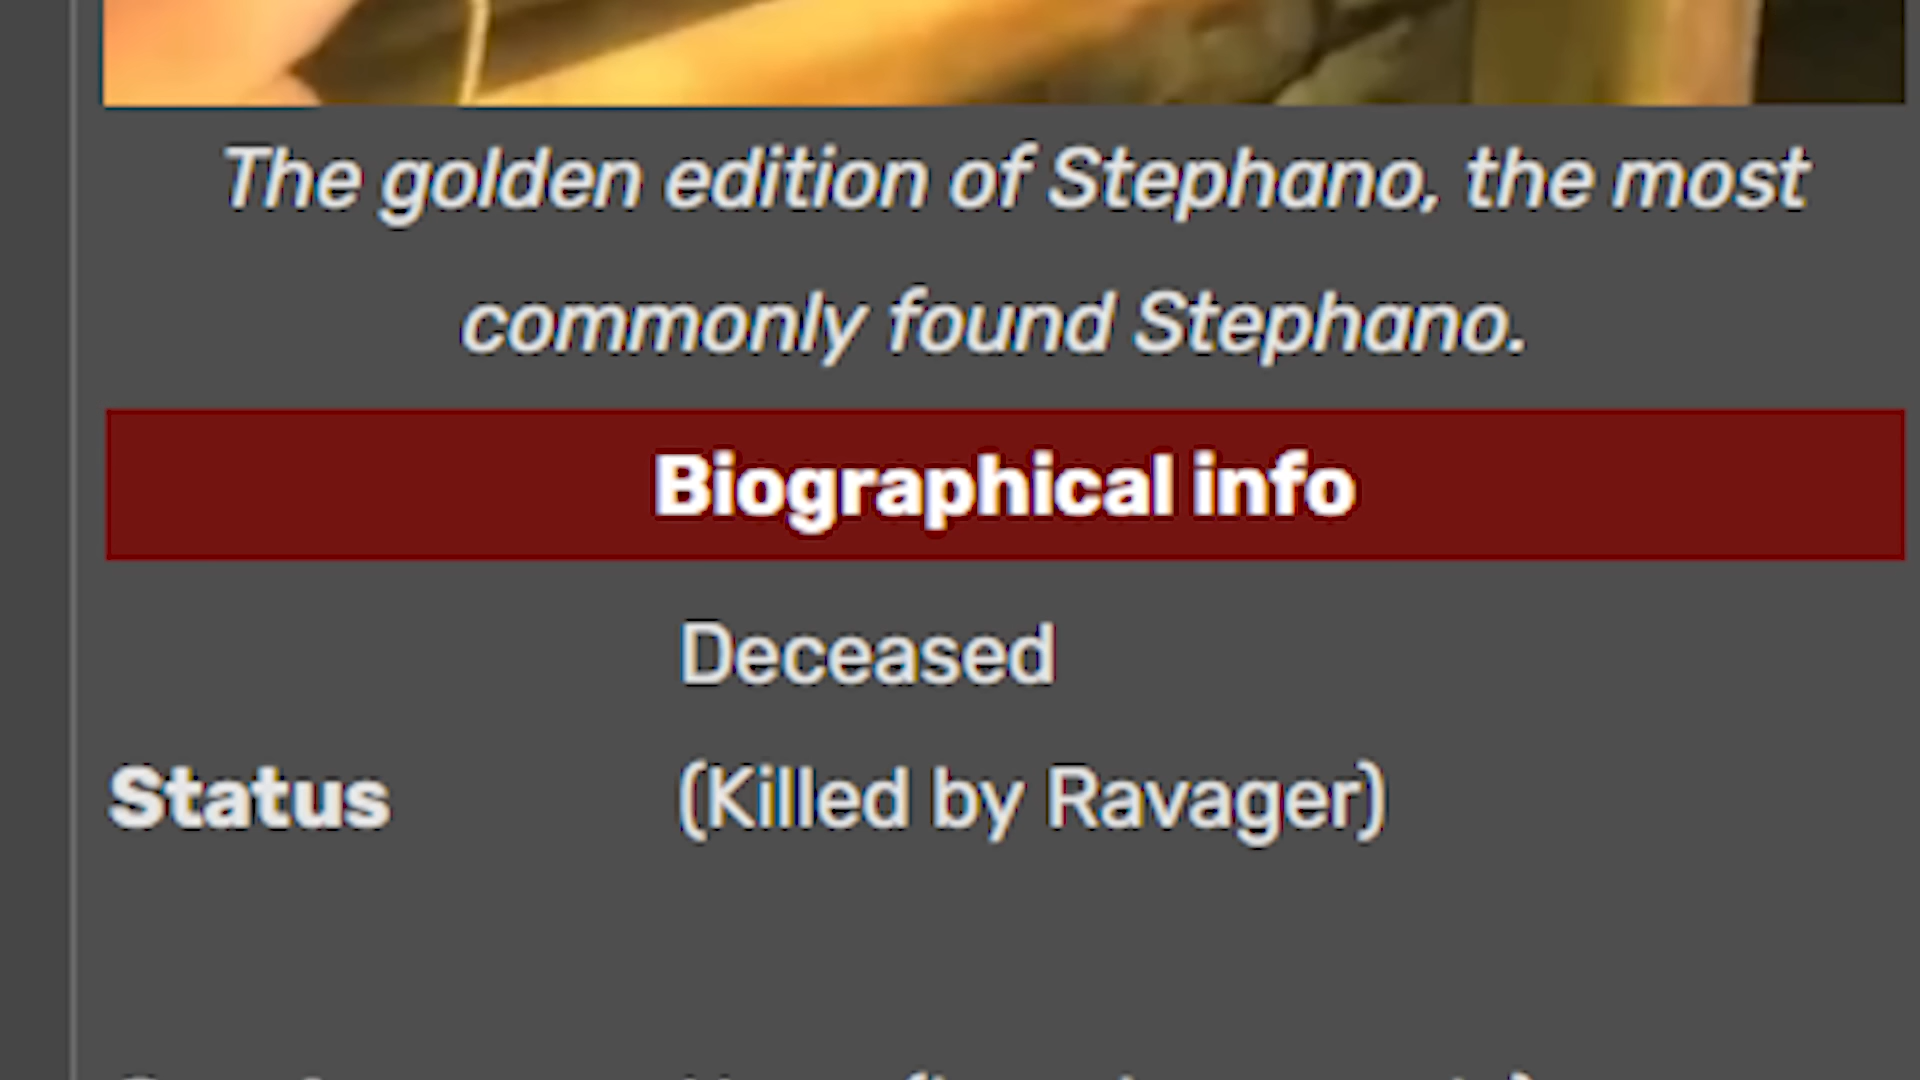 The golden edition of Stephano, the most
commonly found Stephano.
Biographical info
Deceased
Status (Killed by Ravager)